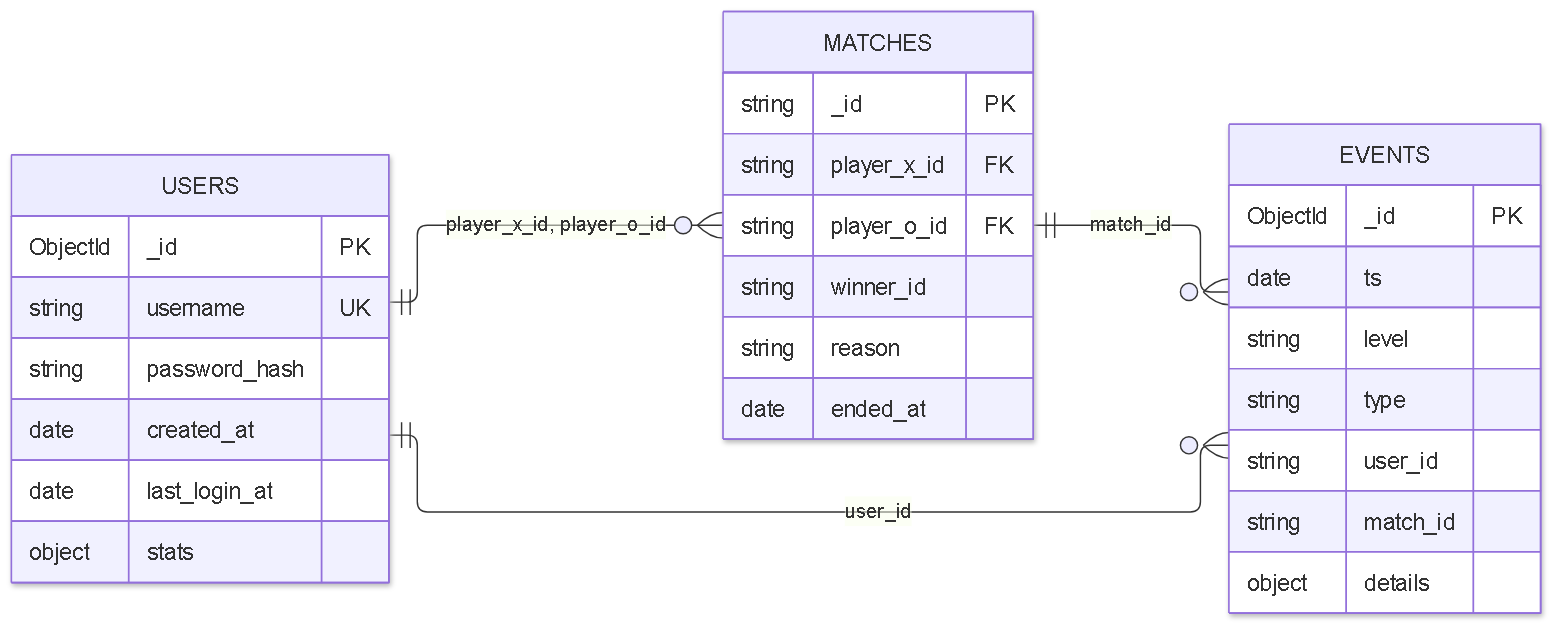 USERS
ObjectId _id PK
string username UK
string password_hash
date created_at
date last_login_at
object stats
player_x_id, player_o_id
MATCHES
string _id PK
string player_x_id FK
string player_o_id FK
string winner_id
string reason
date ended_at
match_id
user_id
EVENTS
ObjectId _id PK
date ts
string level
string type
string user_id
string match_id
object details